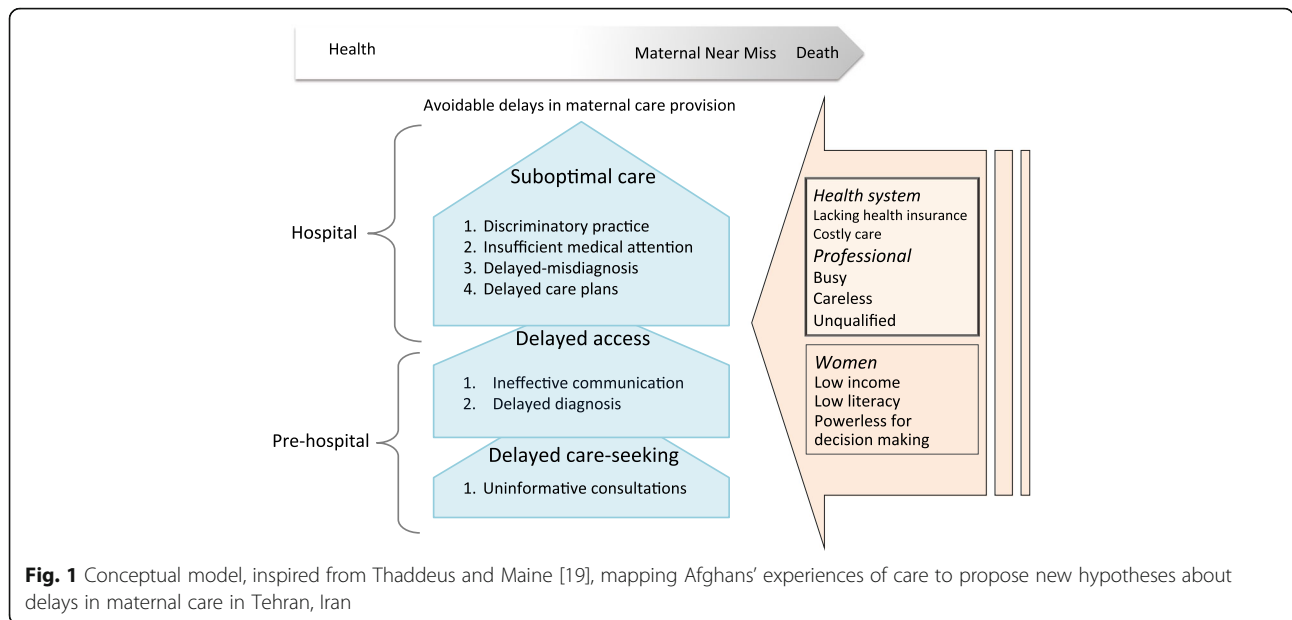 Health
Maternal Near Miss Death
Avoidable delays in maternal care provision
Hospital
Suboptimal care
1. Discriminatory practice
2. Insufficient medical attention
3. Delayed-misdiagnosis
4. Delayed care plans
Pre-hospital
Delayed access
1. Ineffective communication
2. Delayed diagnosis
Delayed care-seeking
1. Uninformative consultations
Health system
Lacking health insurance
Costly care
Professional
Busy
Careless
Unqualified
Women
Low income
Low literacy
Powerless for
decision making
Fig. 1 Conceptual model, inspired from Thaddeus and Maine [19], mapping Afghans’ experiences of care to propose new hypotheses about
delays in maternal care in Tehran, Iran